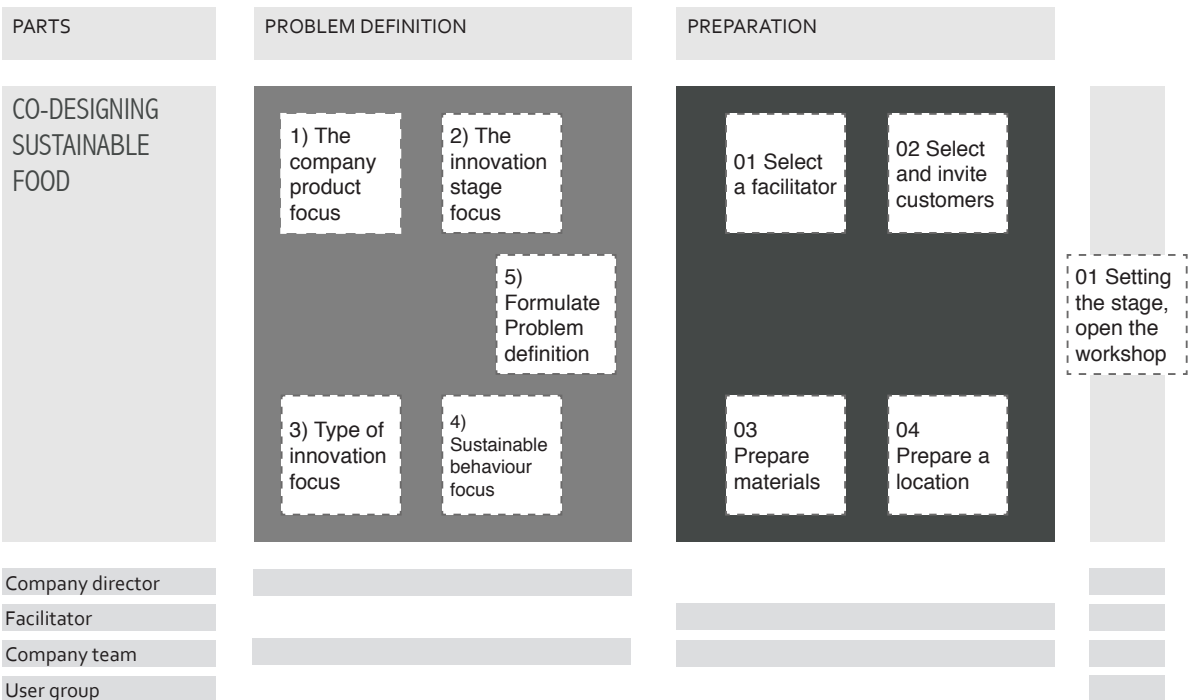 PARTS
PROBLEM DEFINITION
PREPARATION
CO-DESIGNING
SUSTAINABLE
FOOD
1) The
company
product
focus
2) The
innovation
stage
focus
5)
Formulate
Problem
definition
3) Type of
innovation
focus
4)
Sustainable
behaviour
focus
01 Select
a facilitator
02 Select
and invite
customers
03
Prepare
materials
04
Prepare a
location
01 Setting
the stage,
open the
workshop
Company director
Facilitator
Company team
User group